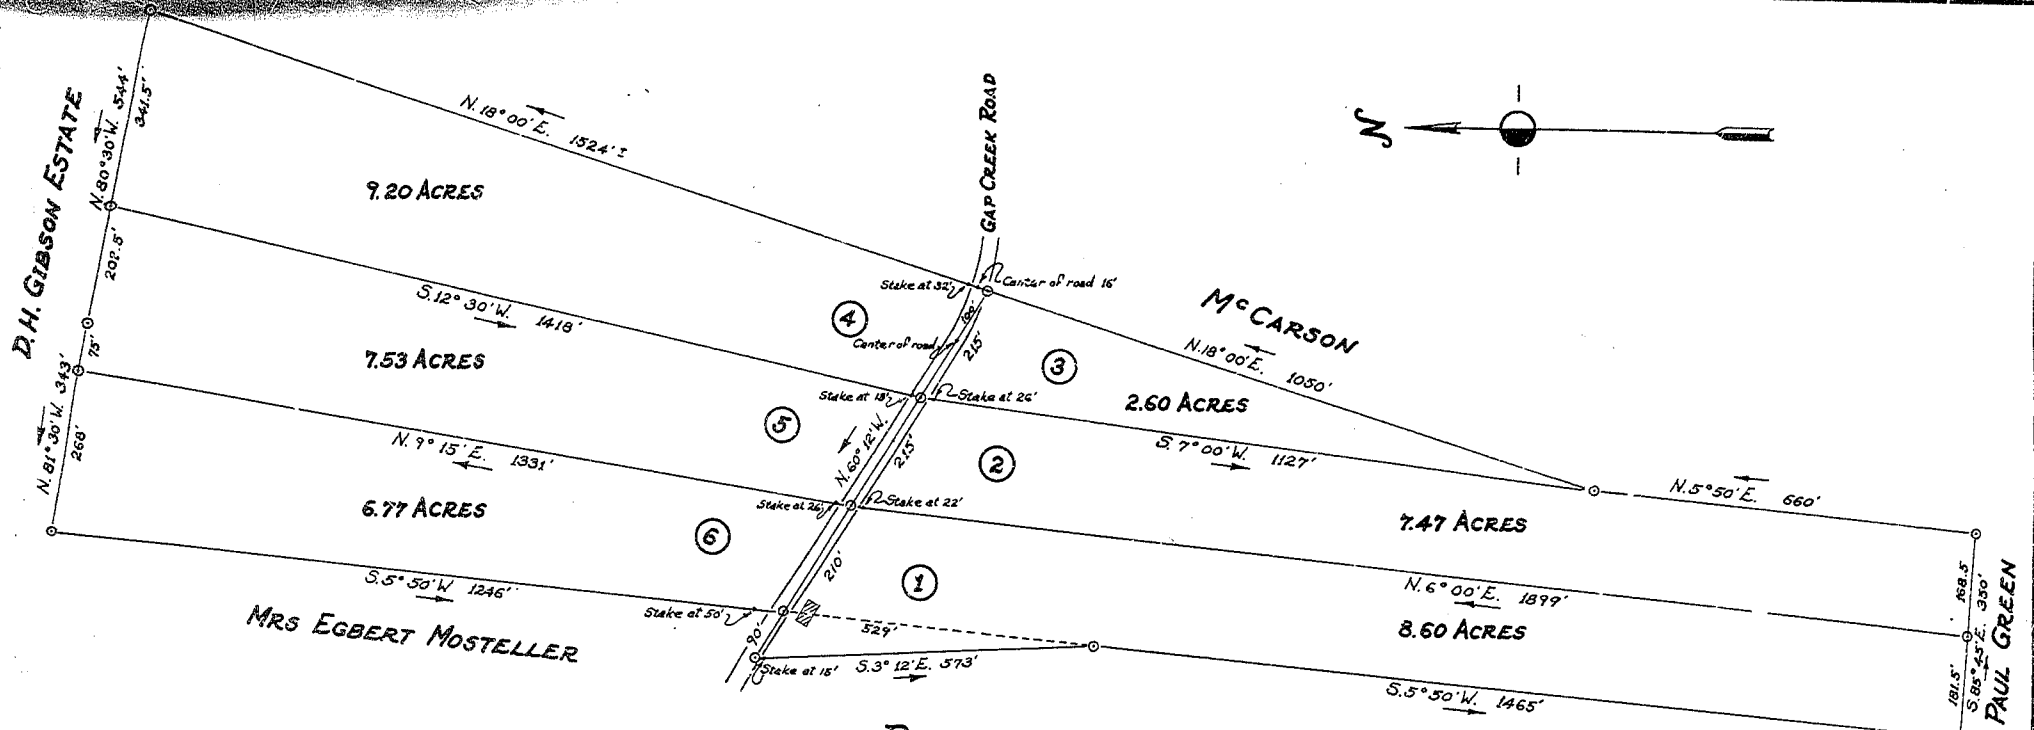 D.H. GIBSON ESTATE
N.80°30'W. 544'
341.5'
202.5'
75'
N.81°30'W. 343'
268'
N.18°00'E. 1524'±
9.20 ACRES
S.12°30'W. 1418'
7.53 ACRES
N.9°15'E. 1331'
6.77 ACRES
S.5°50'W 1246'
MRS EGBERT MOSTELLER
GAP CREEK ROAD
Stake at 32'
Center of road 16'
4
100'
Center of road
215'
3
Stake at 18'
Stake at 26'
5
N.60°12'W.
215'
2
Stake at 26'
Stake at 22'
6
210'
1
Stake at 50'
90'
529'
Stake at 15'
S.3°12'E. 573'
N
MCCARSON
N.18°00'E. 1050'
2.60 ACRES
S.7°00'W. 1127'
N.5°50'E. 660'
7.47 ACRES
N.6°00'E. 1899'
8.60 ACRES
S.5°50'W. 1465'
168.5
S.85°45'E. 350'
181.5'
PAUL GREEN